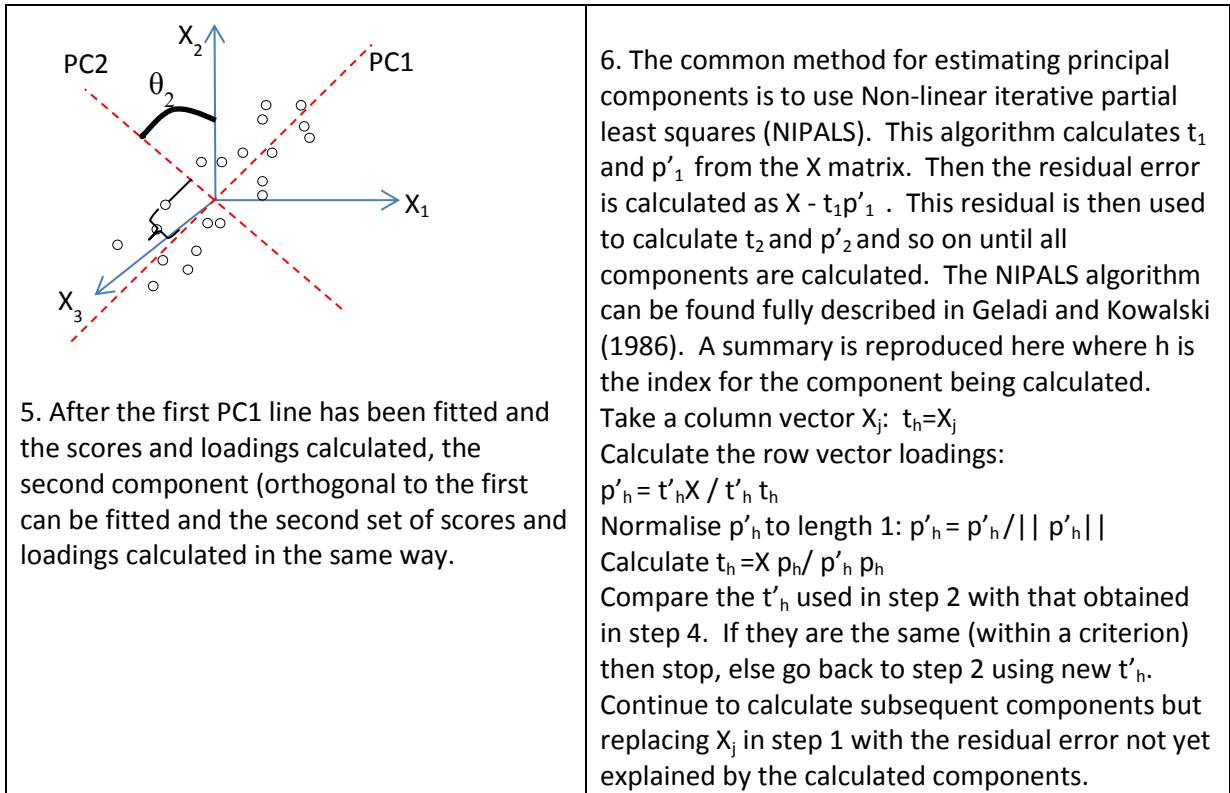 X₂
PC2
PC1
θ₂
X₁
X₃
5. After the first PC1 line has been fitted and
the scores and loadings calculated, the
second component (orthogonal to the first
can be fitted and the second set of scores and
loadings calculated in the same way.
6. The common method for estimating principal
components is to use Non-linear iterative partial
least squares (NIPALS). This algorithm calculates t₁
and p’₁ from the X matrix. Then the residual error
is calculated as X - t₁p’₁ . This residual is then used
to calculate t₂ and p’₂ and so on until all
components are calculated. The NIPALS algorithm
can be found fully described in Geladi and Kowalski
(1986). A summary is reproduced here where h is
the index for the component being calculated.
Take a column vector Xⱼ: tₕ=Xⱼ
Calculate the row vector loadings:
p’ₕ = t’ₕX / t’ₕ tₕ
Normalise p’ₕ to length 1: p’ₕ = p’ₕ /|| p’ₕ||
Calculate tₕ =X pₕ/ p’ₕ pₕ
Compare the t’ₕ used in step 2 with that obtained
in step 4. If they are the same (within a criterion)
then stop, else go back to step 2 using new t’ₕ.
Continue to calculate subsequent components but
replacing Xⱼ in step 1 with the residual error not yet
explained by the calculated components.